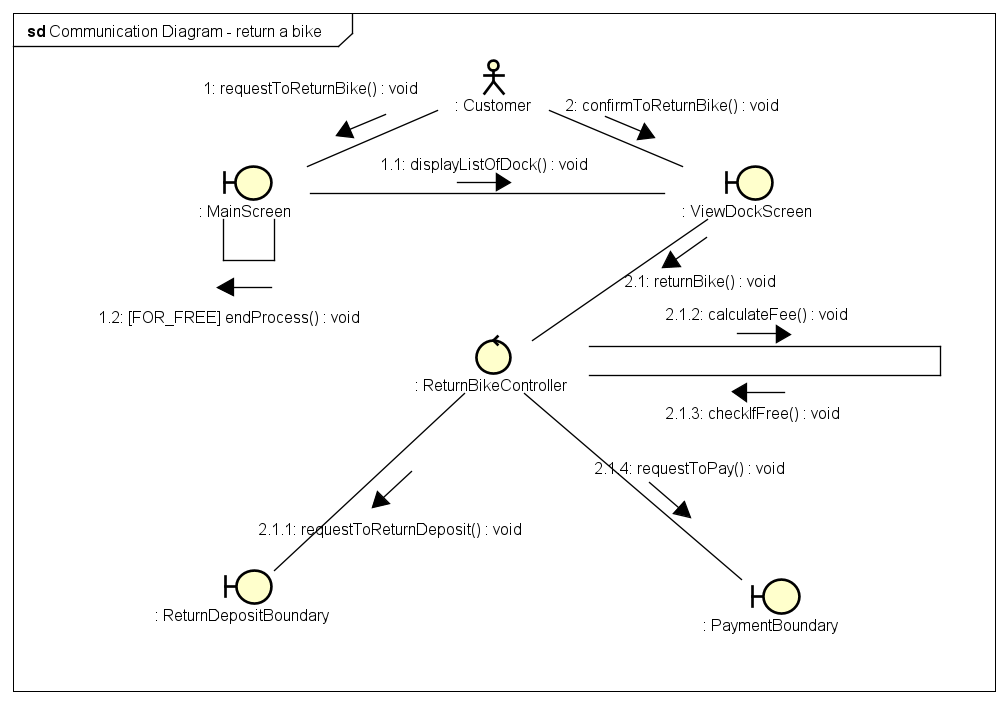 sd Communication Diagram - return a bike
1: requestToReturnBike() : void
: Customer
2: confirmToReturnBike() : void
1.1: displayListOfDock() : void
: MainScreen
: ViewDockScreen
2.1: returnBike() : void
1.2: [FOR_FREE] endProcess() : void
2.1.2: calculateFee() : void
: ReturnBikeController
2.1.3: checkIfFree() : void
2.1.4: requestToPay() : void
2.1.1: requestToReturnDeposit() : void
: ReturnDepositBoundary
: PaymentBoundary